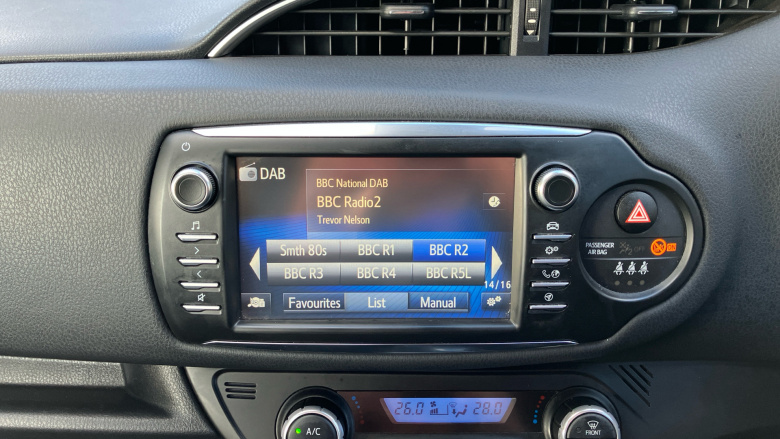 DAB
BBC National DAB
BBC Radio2
Trevor Nelson
Smth 80s BBC R1 BBC R2
BBC R3 BBC R4 BBC R5L
14/16
Favourites List Manual
PASSENGER
AIR BAG
26.0 28.0
A/C
FRONT